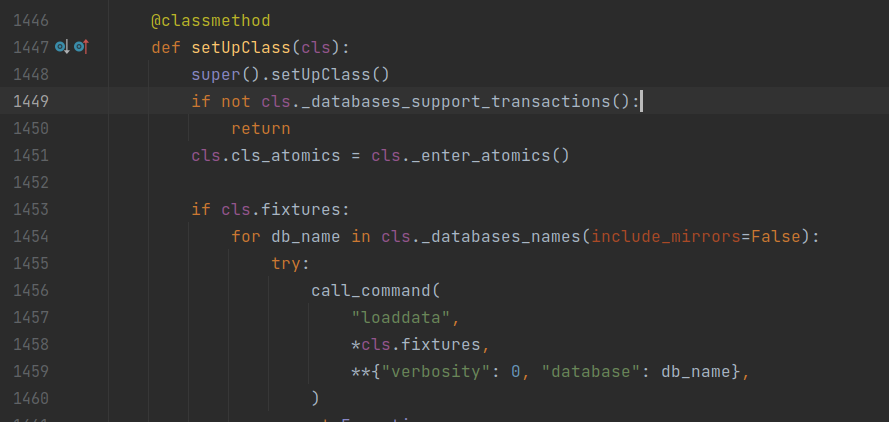 1446 @classmethod
1447 def setUpClass(cls):
1448 super().setUpClass()
1449 if not cls._databases_support_transactions():
1450 return
1451 cls.cls_atomics = cls._enter_atomics()
1452
1453 if cls.fixtures:
1454 for db_name in cls._databases_names(include_mirrors=False):
1455 try:
1456 call_command(
1457 "loaddata",
1458 *cls.fixtures,
1459 **{"verbosity": 0, "database": db_name},
1460 )